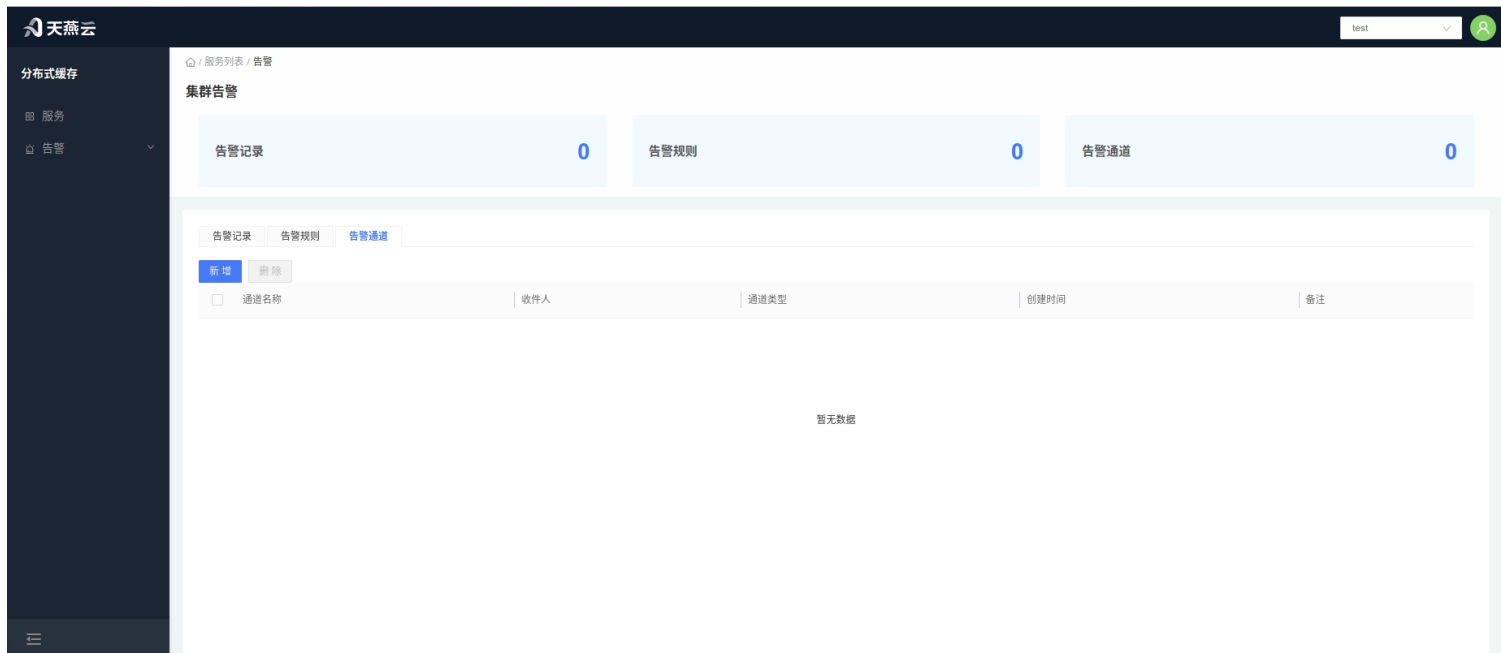 天燕云
test
分布式缓存
服务
告警
/ 服务列表 / 告警
集群告警
告警记录 0
告警规则 0
告警通道 0
告警记录 告警规则 告警通道
新增 删除
通道名称 收件人 通道类型 创建时间 备注
暂无数据